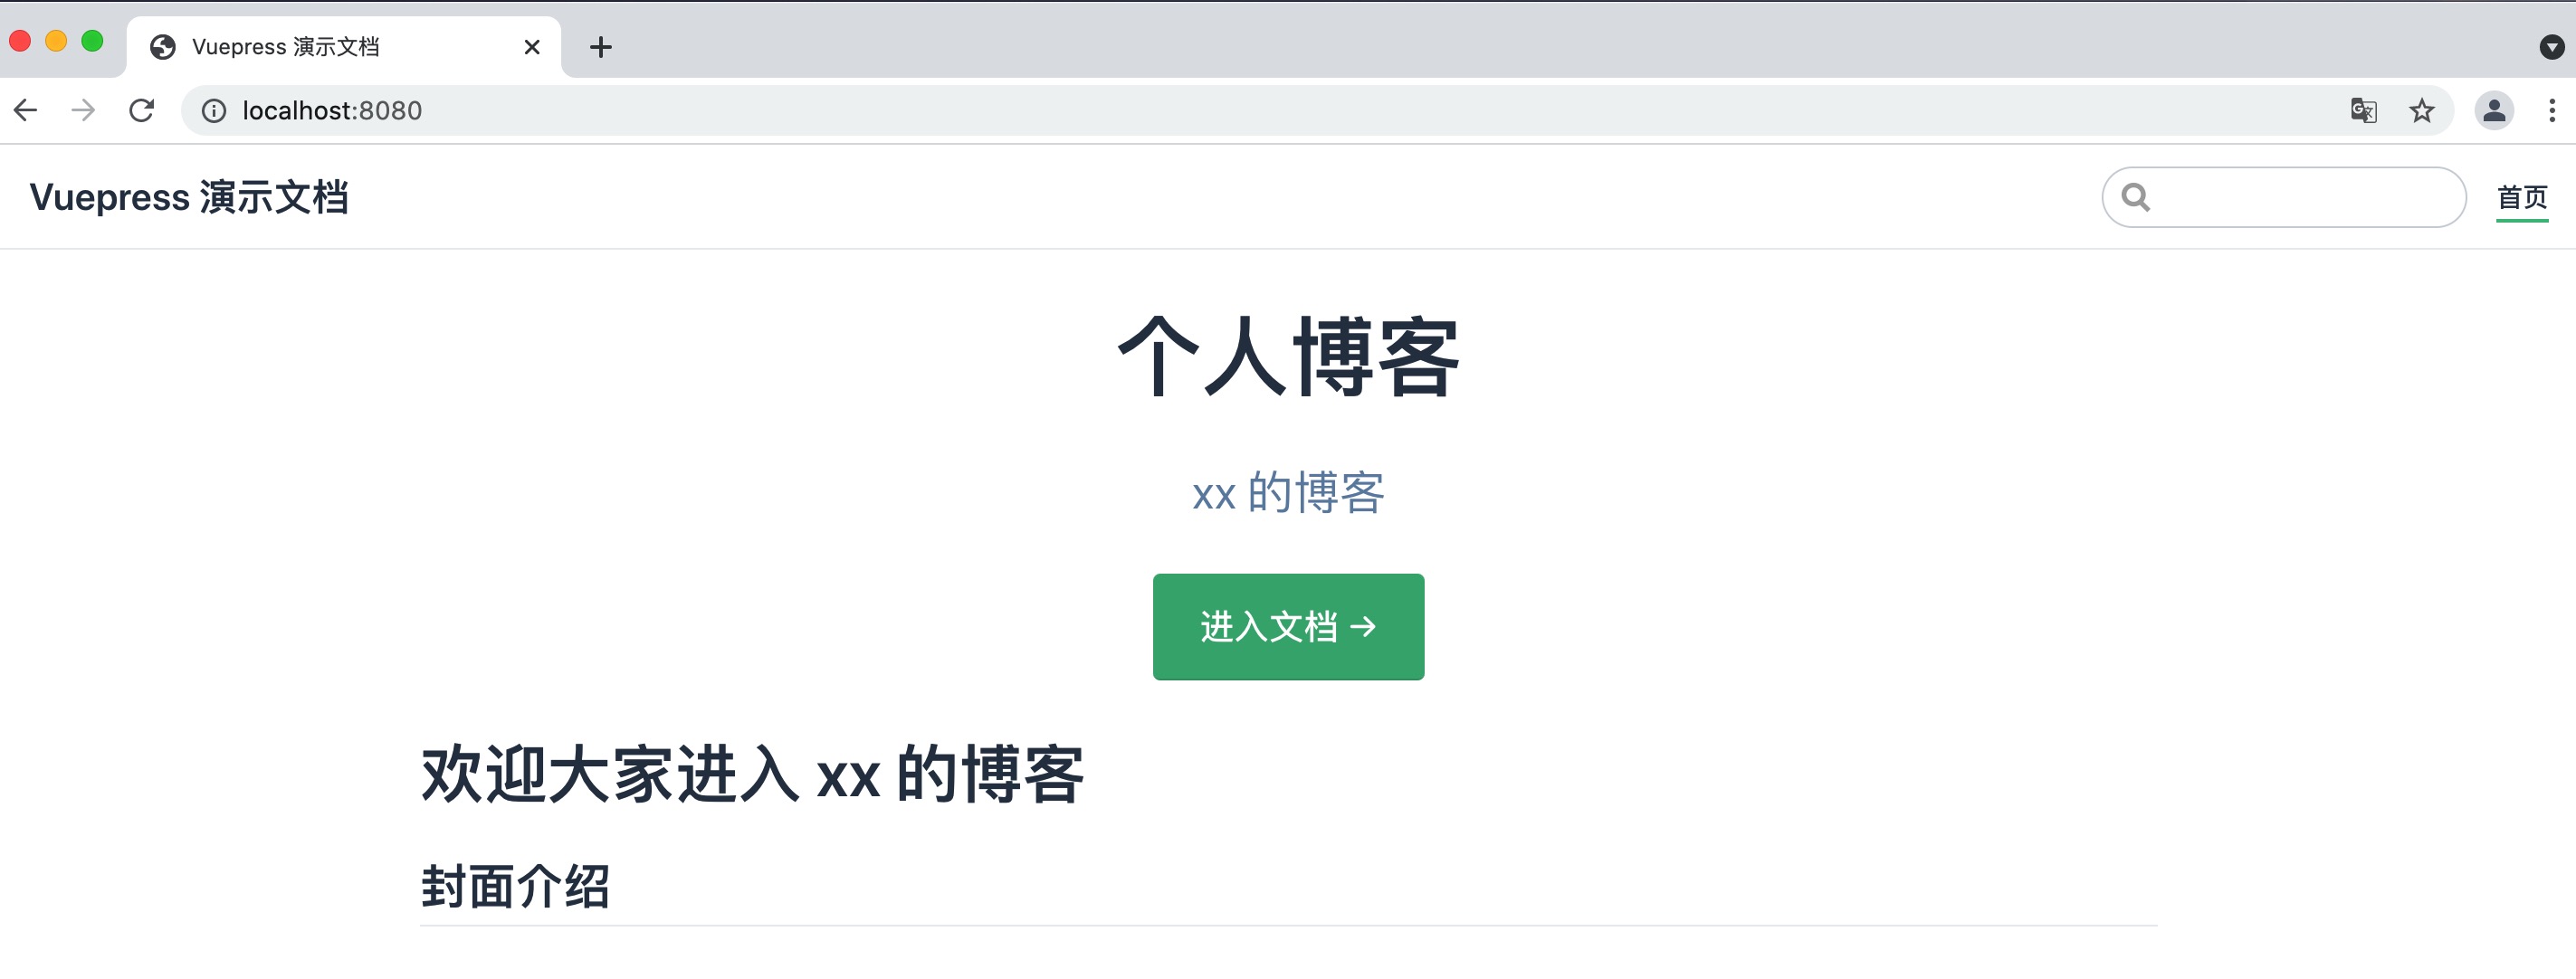 Vuepress 演示文档
localhost:8080
Vuepress 演示文档
首页
个人博客
xx 的博客
进入文档 →
欢迎大家进入 xx 的博客
封面介绍